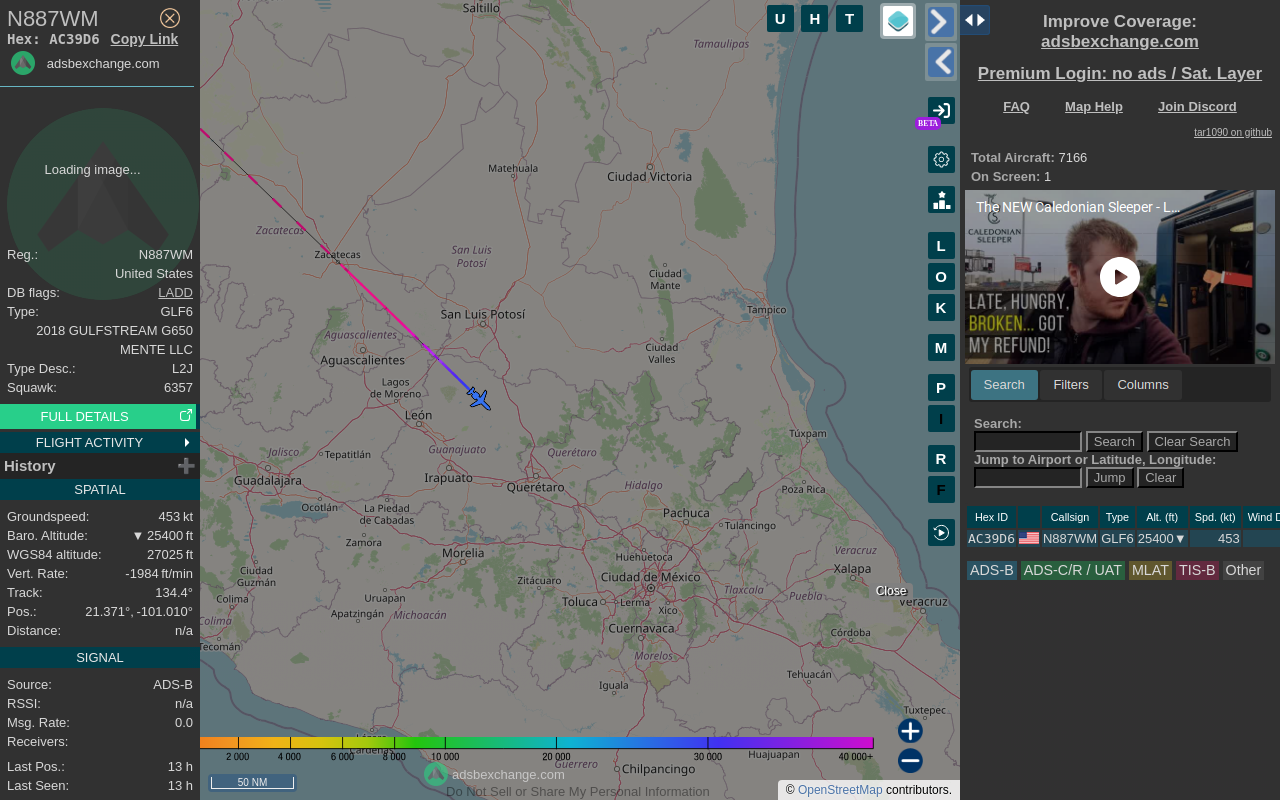 N887WM
Hex: AC39D6 Copy Link
adsbexchange.com
Loading image...
Reg.: N887WM
United States
DB flags: LADD
Type: GLF6
2018 GULFSTREAM G650
MENTE LLC
Type Desc.: L2J
Squawk: 6357
FULL DETAILS
FLIGHT ACTIVITY
History
SPATIAL
Groundspeed: 453 kt
Baro. Altitude: ▼ 25400 ft
WGS84 altitude: 27025 ft
Vert. Rate: -1984 ft/min
Track: 134.4°
Pos.: 21.371°, -101.010°
Distance: n/a
SIGNAL
Source: ADS-B
RSSI: n/a
Msg. Rate: 0.0
Receivers:
Last Pos.: 13 h
Last Seen: 13 h
Saltillo
Tamaulipas
Matehuala
Ciudad Victoria
Zacatecas
Zacatecas
San Luis
Potosí
Ciudad
Mante
Tampico
San Luis Potosí
Aguascalientes
Aguascalientes
Ciudad
Valles
Lagos
de Moreno
León
Túxpam
Jalisco
Tepatitlán
Guanajuato
Querétaro
Guadalajara
Irapuato
Querétaro
Hidalgo
Poza Rica
Ocotlán
La Piedad
de Cabadas
Pachuca
Tulancingo
Zamora
Morelia
Huehuetoca
Veracruz
Ciudad
Guzmán
Zitácuaro
Ciudad de México
Xalapa
Colima
Uruapan
Toluca
Lerma
Tlaxcala
Puebla
Close
Veracruz
Colima
Apatzingán
Michoacán
Xico
Cuernavaca
Córdoba
Tecomán
Morelos
Iguala
Tehuacán
Tuxtepec
Lázaro
Cárdenas
Guerrero
Chilpancingo
Huajuapan
2 000 4 000 6 000 8 000 10 000 20 000 30 000 40 000+
50 NM
adsbexchange.com
Do Not Sell or Share My Personal Information
© OpenStreetMap contributors.
U H T
BETA
L
O
K
M
P
I
R
F
Improve Coverage:
adsbexchange.com
Premium Login: no ads / Sat. Layer
FAQ Map Help Join Discord
tar1090 on github
Total Aircraft: 7166
On Screen: 1
The NEW Caledonian Sleeper - L...
CALEDONIAN
SLEEPER
LATE, HUNGRY,
BROKEN... GOT
MY REFUND!
Search Filters Columns
Search:
Search Clear Search
Jump to Airport or Latitude, Longitude:
Jump Clear
Hex ID Callsign Type Alt. (ft) Spd. (kt) Wind D
AC39D6 N887WM GLF6 25400▼ 453
ADS-B ADS-C/R / UAT MLAT TIS-B Other